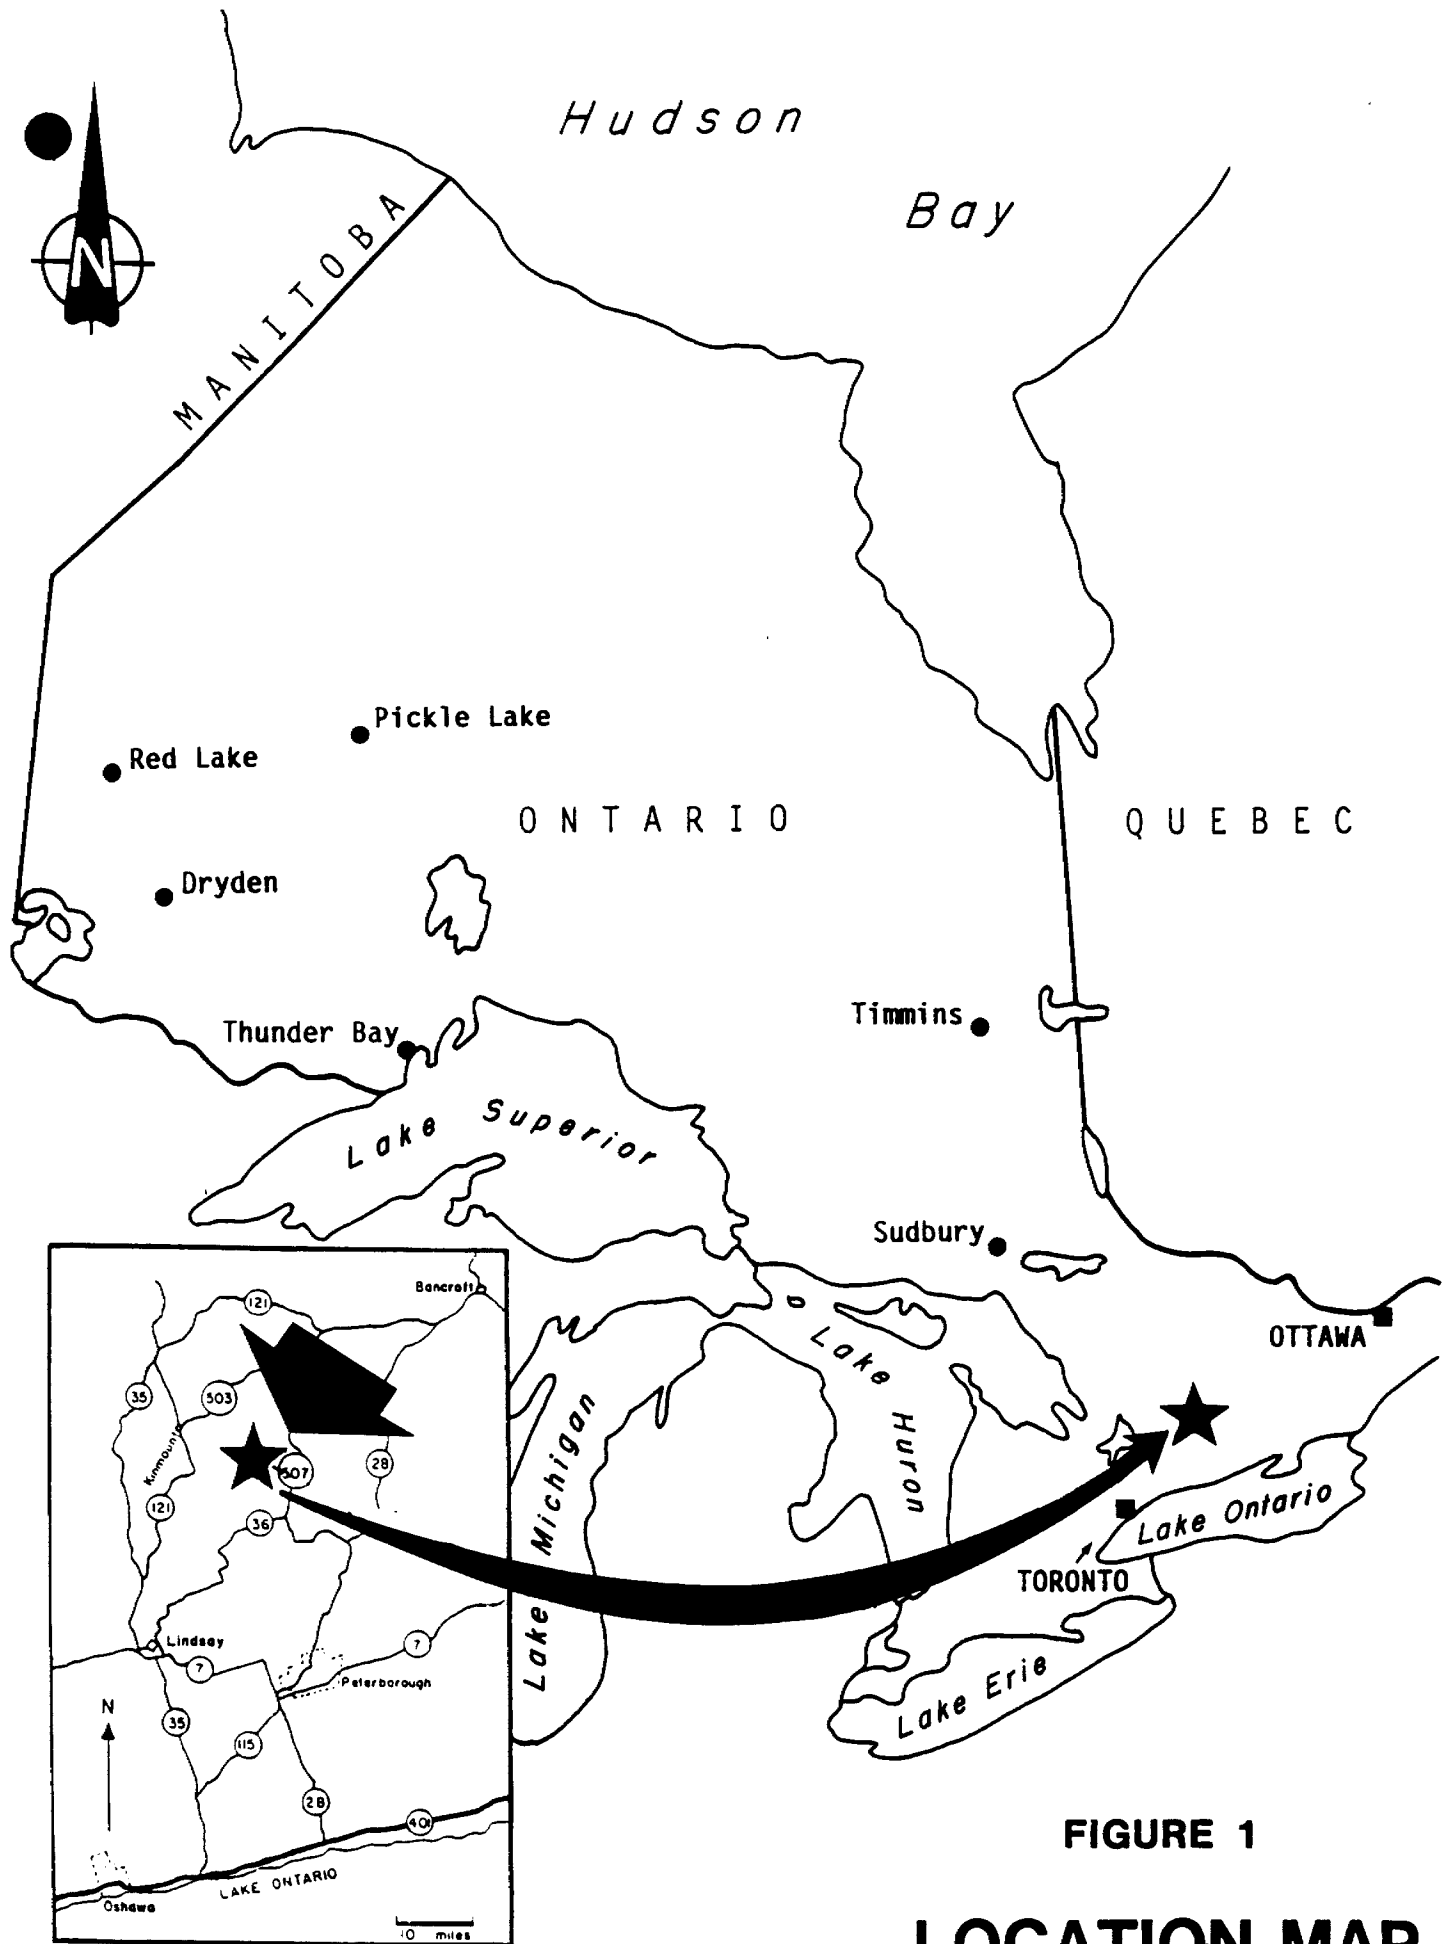 Hudson
Bay
N
MANITOBA
Pickle Lake
Red Lake
ONTARIO
QUEBEC
Dryden
Timmins
Thunder Bay
Lake Superior
Sudbury
OTTAWA
Lake Huron
Lake Michigan
Lake Ontario
TORONTO
Lake Erie
Bancroft
121
35
503
Kinmount
507
28
121
36
Lindsay
7
7
Peterborough
N
35
115
28
401
LAKE ONTARIO
Oshawa
10 miles
FIGURE 1
LOCATION MAP